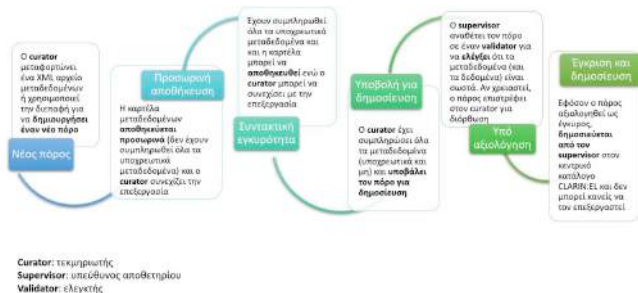 Ο curator
μεταφορτώνει
ένα XML αρχείο
μεταδεδομένων
ή χρησιμοποιεί
την διεπαφή για
να δημιουργήσει
έναν νέο πόρο
Νέος πόρος
Προσωρινή
αποθήκευση
Η καρτέλα
μεταδεδομένων
αποθηκεύεται
προσωρινά (δεν έχουν
συμπληρωθεί όλα τα
υποχρεωτικά
μεταδεδομένα) και ο
curator συνεχίζει την
επεξεργασία
Έχουν συμπληρωθεί
όλα τα υποχρεωτικά
μεταδεδομένα και
και η καρτέλα
μπορεί να
αποθηκευθεί ενώ ο
curator μπορεί να
συνεχίσει με την
επεξεργασία
Συντακτική
εγκυρότητα
Υποβολή για
δημοσίευση
Ο curator έχει
συμπληρώσει όλα
τα μεταδεδομένα
(υποχρεωτικά και
μη) και υποβάλει
τον πόρο για
δημοσίευση
Ο supervisor
αναθέτει τον πόρο
σε έναν validator για
να ελέγξει ότι τα
μεταδεδομένα (και
τα δεδομένα) είναι
σωστά. Αν χρειαστεί,
ο πόρος επιστρέφει
στον curator για
διόρθωση
Υπό
αξιολόγηση
Έγκριση και
δημοσίευση
Εφόσον ο πόρος
αξιολογηθεί ως
έγκυρος,
δημοσιεύεται
από τον
supervisor στον
κεντρικό
κατάλογο
CLARIN:EL και δεν
μπορεί κανείς να
τον επεξεργαστεί
Curator: τεκμηριωτής
Supervisor: υπεύθυνος αποθετηρίου
Validator: ελεγκτής